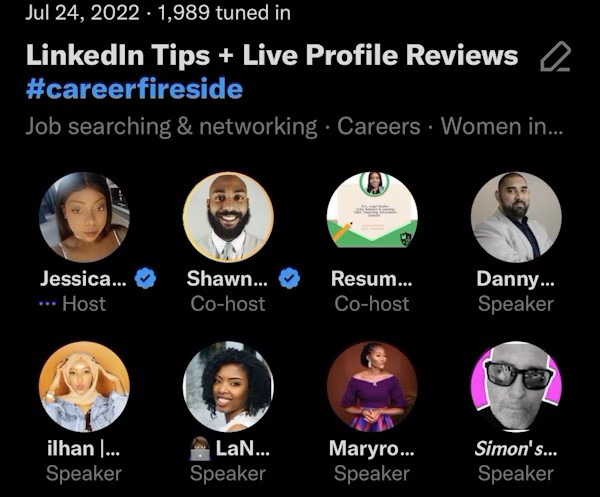 Jul 24, 2022 · 1,989 tuned in
LinkedIn Tips + Live Profile Reviews
#careerfireside
Job searching & networking · Careers · Women in...
Jessica... Shawn... Resum... Danny...
Host Co-host Co-host Speaker
ilhan |... LaN... Maryro... Simon's...
Speaker Speaker Speaker Speaker